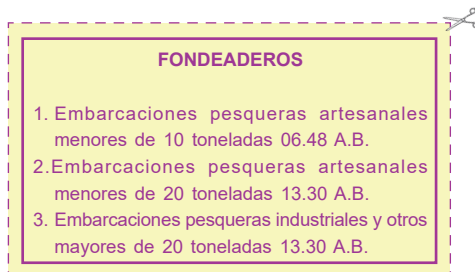 FONDEADEROS
1. Embarcaciones pesqueras artesanales
menores de 10 toneladas 06.48 A.B.
2.Embarcaciones pesqueras artesanales
menores de 20 toneladas 13.30 A.B.
3. Embarcaciones pesqueras industriales y otros
mayores de 20 toneladas 13.30 A.B.